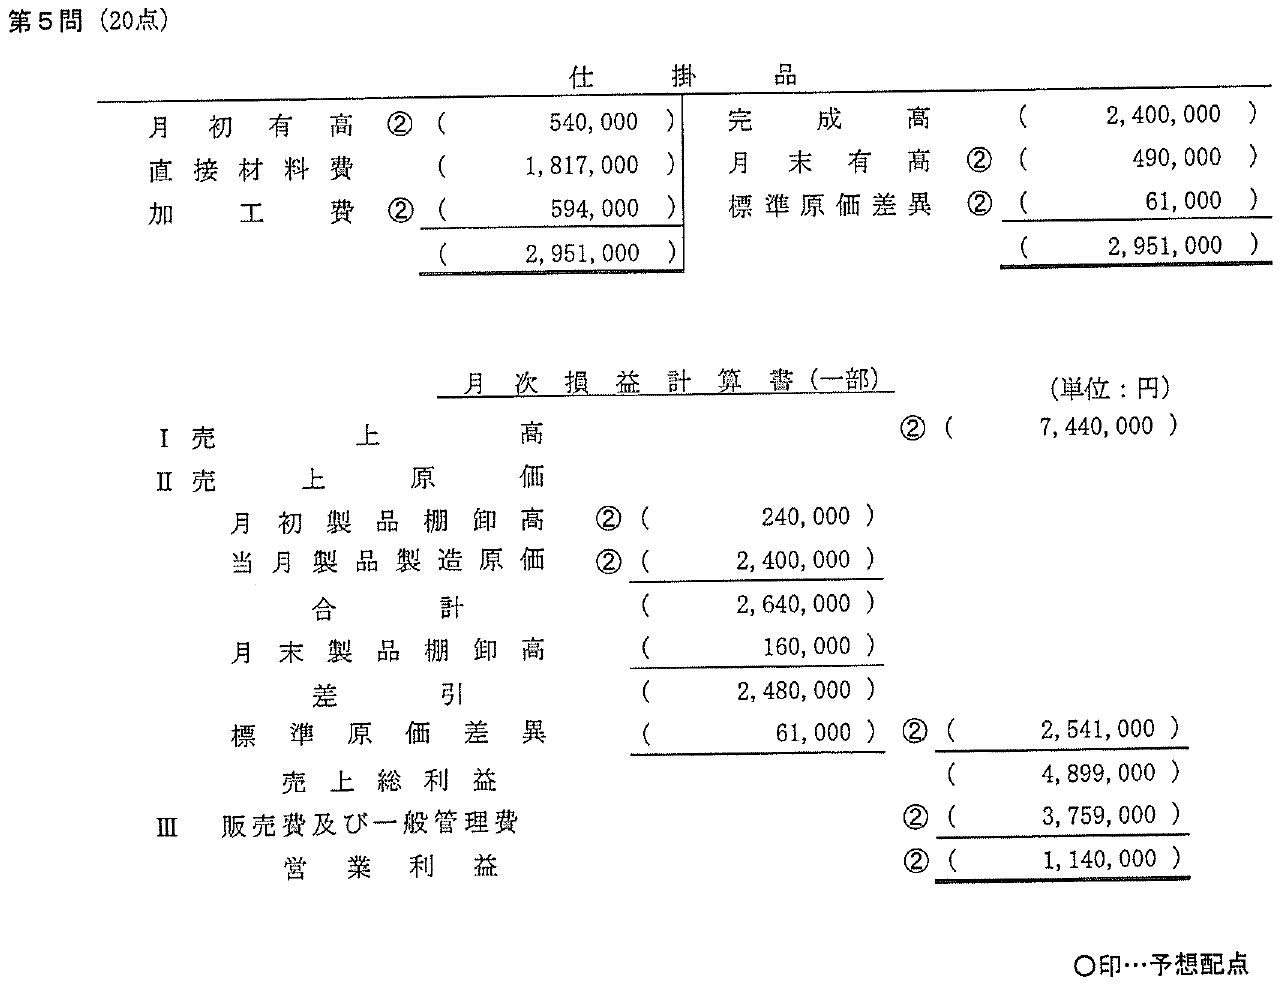 第5問 (20点)
仕掛品
月初有高 ② ( 540,000 ) 完成高 ( 2,400,000 )
直接材料費 ( 1,817,000 ) 月末有高 ② ( 490,000 )
加工費 ② ( 594,000 ) 標準原価差異 ② ( 61,000 )
( 2,951,000 ) ( 2,951,000 )
月次損益計算書(一部) (単位:円)
Ⅰ 売上高 ② ( 7,440,000 )
Ⅱ 売上原価
月初製品棚卸高 ② ( 240,000 )
当月製品製造原価 ② ( 2,400,000 )
合計 ( 2,640,000 )
月末製品棚卸高 ( 160,000 )
差引 ( 2,480,000 )
標準原価差異 ( 61,000 ) ② ( 2,541,000 )
売上総利益 ( 4,899,000 )
Ⅲ 販売費及び一般管理費 ② ( 3,759,000 )
営業利益 ② ( 1,140,000 )
○印…予想配点